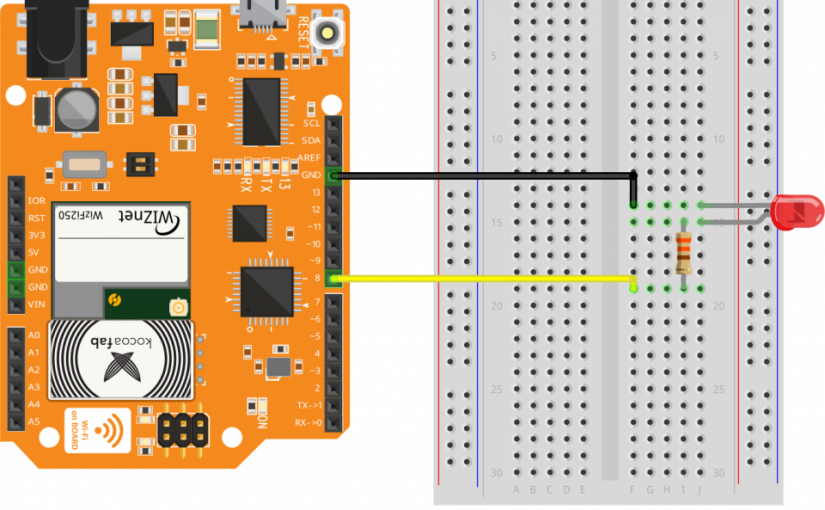 RESET
SCL
SDA
AREF
GND
13
12
~11
~10
~9
8
7
~6
~5
4
~3
2
TX->1
RX->0
RX
TX
13
ON
IOR
RST
3V3
5V
GND
GND
VIN
A0
A1
A2
A3
A4
A5
WizFi250
WIZnet
kocoafab
Wi-Fi
on BOARD
5
10
15
20
25
30
5
10
15
20
25
30
A B C D E F G H I J